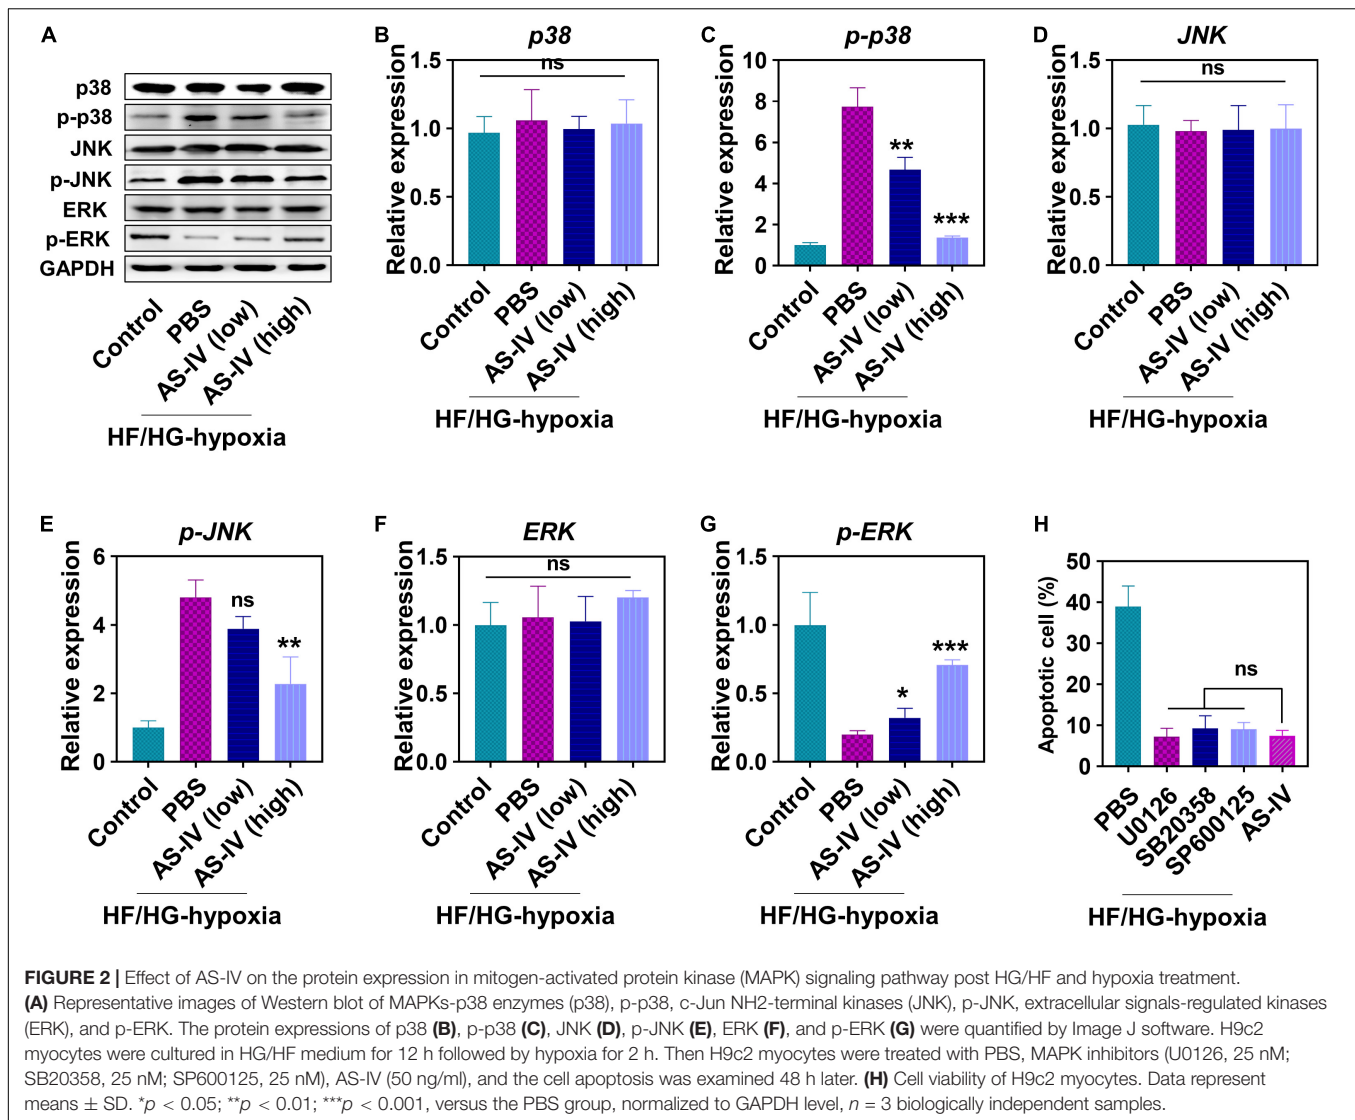 A
p38
p-p38
JNK
p-JNK
ERK
p-ERK
GAPDH
Control
PBS
AS-IV (low)
AS-IV (high)
HF/HG-hypoxia
B
p38
Relative expression
1.5
1.0
0.5
0.0
ns
Control
PBS
AS-IV (low)
AS-IV (high)
HF/HG-hypoxia
C
p-p38
Relative expression
10
8
6
4
2
0
**
***
Control
PBS
AS-IV (low)
AS-IV (high)
HF/HG-hypoxia
D
JNK
Relative expression
1.5
1.0
0.5
0.0
ns
Control
PBS
AS-IV (low)
AS-IV (high)
HF/HG-hypoxia
E
p-JNK
Relative expression
6
4
2
0
ns
**
Control
PBS
AS-IV (low)
AS-IV (high)
HF/HG-hypoxia
F
ERK
Relative expression
1.5
1.0
0.5
0.0
ns
Control
PBS
AS-IV (low)
AS-IV (high)
HF/HG-hypoxia
G
p-ERK
Relative expression
1.5
1.0
0.5
0.0
*
***
Control
PBS
AS-IV (low)
AS-IV (high)
HF/HG-hypoxia
H
Apoptotic cell (%)
50
40
30
20
10
0
ns
PBS
U0126
SB20358
SP600125
AS-IV
HF/HG-hypoxia
FIGURE 2 | Effect of AS-IV on the protein expression in mitogen-activated protein kinase (MAPK) signaling pathway post HG/HF and hypoxia treatment.
(A) Representative images of Western blot of MAPKs-p38 enzymes (p38), p-p38, c-Jun NH2-terminal kinases (JNK), p-JNK, extracellular signals-regulated kinases
(ERK), and p-ERK. The protein expressions of p38 (B), p-p38 (C), JNK (D), p-JNK (E), ERK (F), and p-ERK (G) were quantified by Image J software. H9c2
myocytes were cultured in HG/HF medium for 12 h followed by hypoxia for 2 h. Then H9c2 myocytes were treated with PBS, MAPK inhibitors (U0126, 25 nM;
SB20358, 25 nM; SP600125, 25 nM), AS-IV (50 ng/ml), and the cell apoptosis was examined 48 h later. (H) Cell viability of H9c2 myocytes. Data represent
means ± SD. *p < 0.05; **p < 0.01; ***p < 0.001, versus the PBS group, normalized to GAPDH level, n = 3 biologically independent samples.